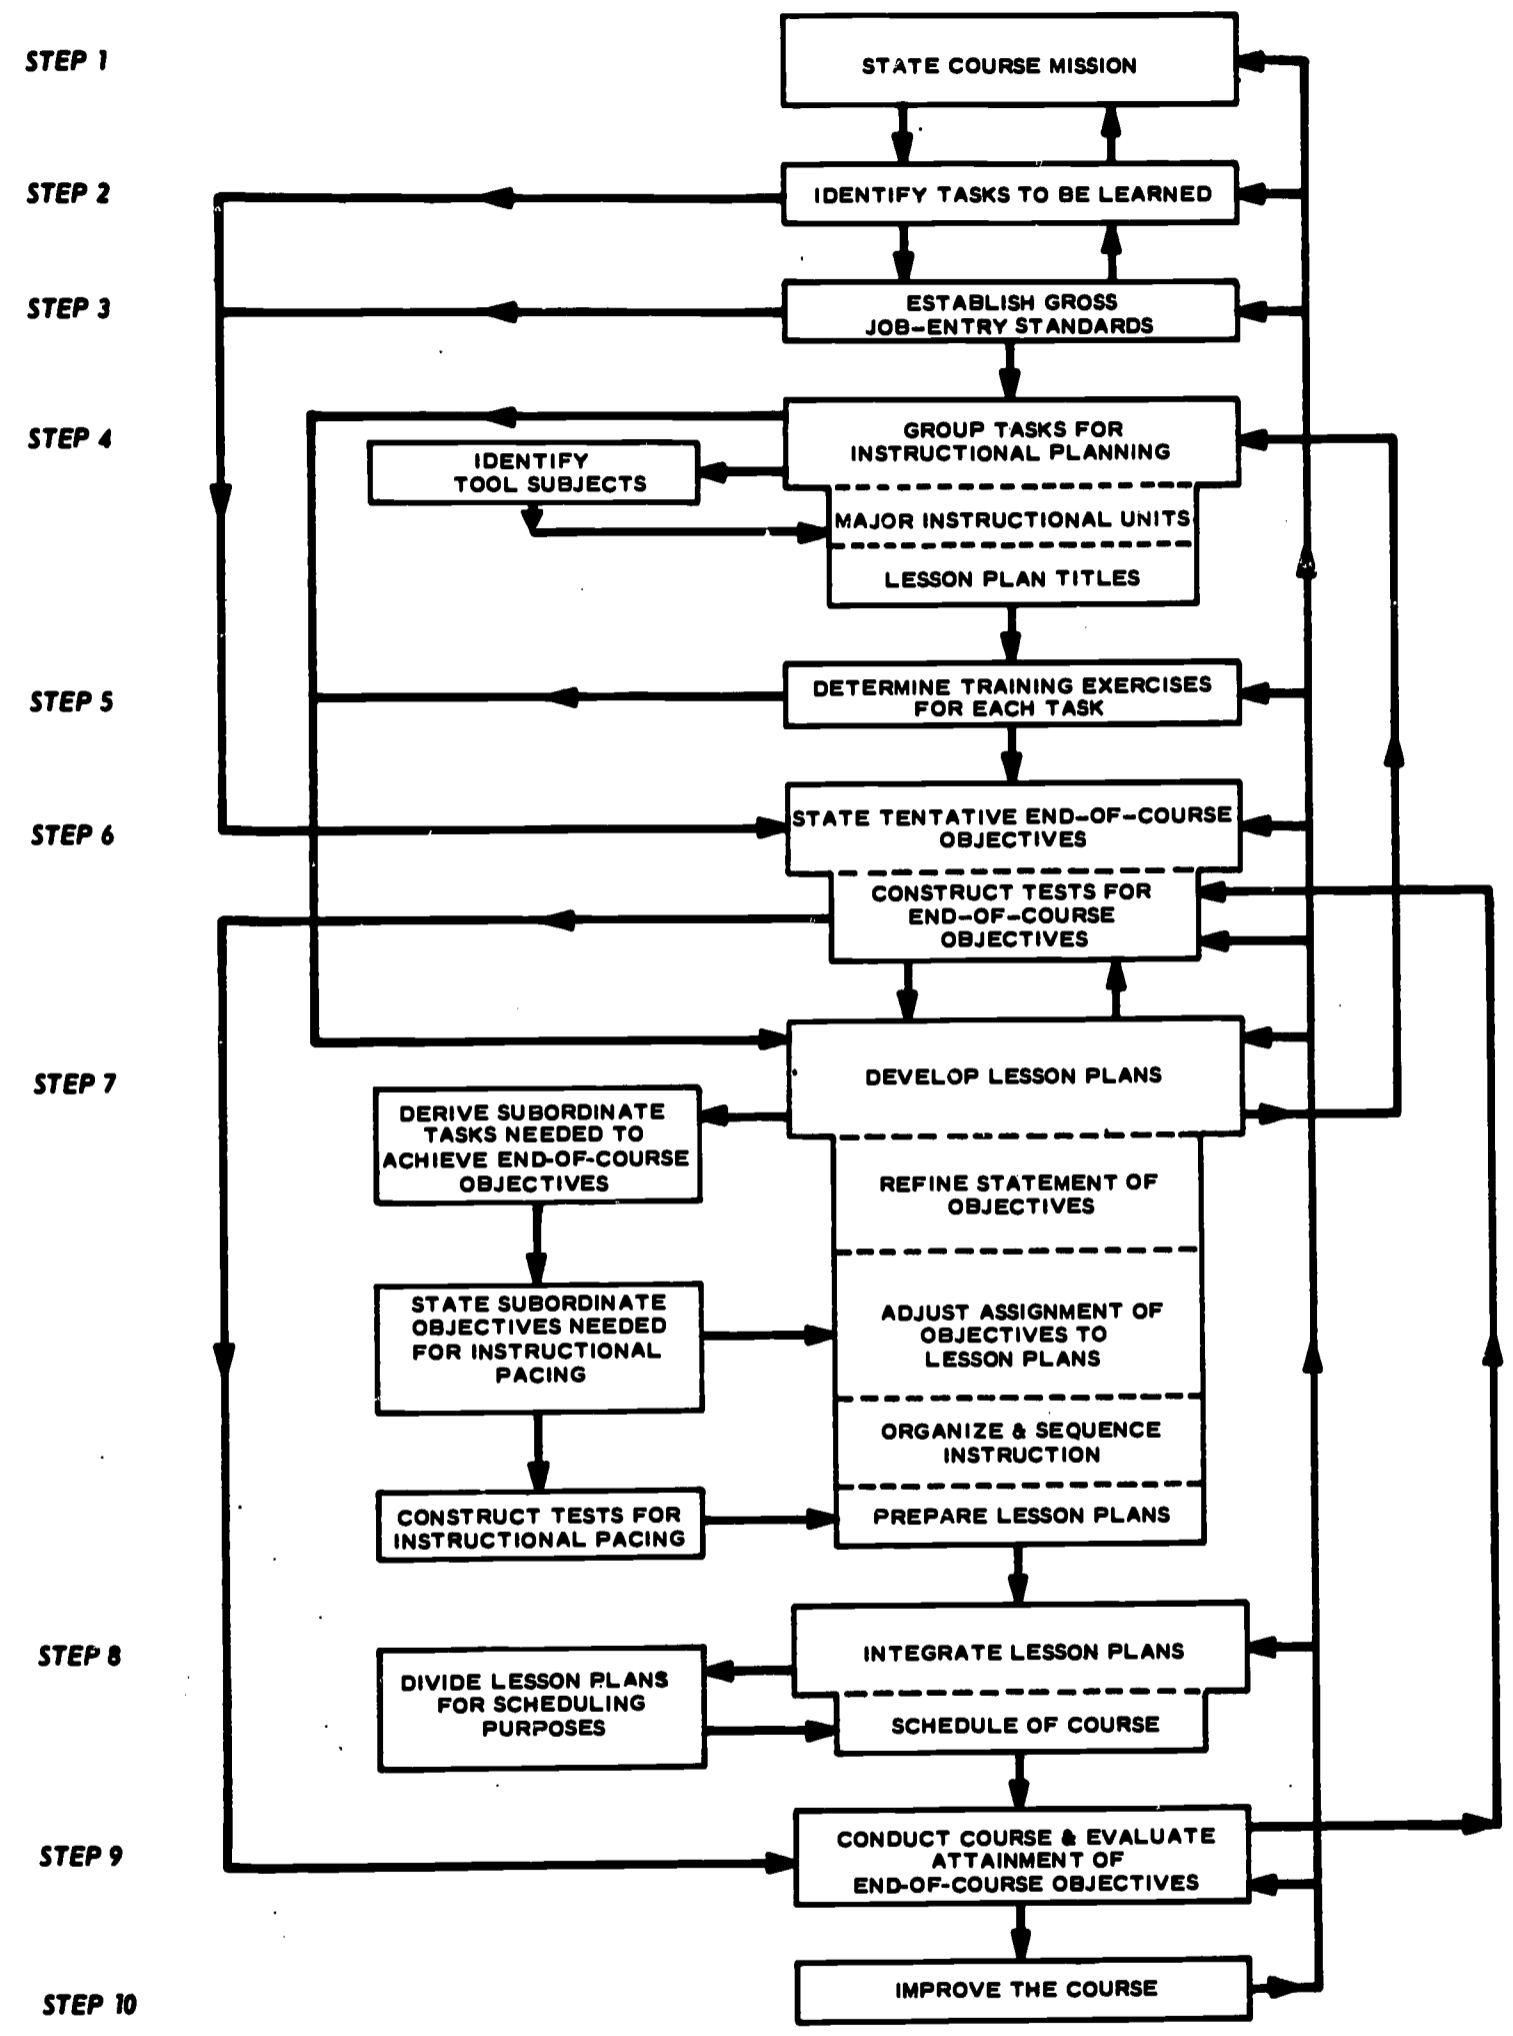 STEP 1
STATE COURSE MISSION
STEP 2
IDENTIFY TASKS TO BE LEARNED
STEP 3
ESTABLISH GROSS
JOB-ENTRY STANDARDS
STEP 4
GROUP TASKS FOR
INSTRUCTIONAL PLANNING
IDENTIFY
TOOL SUBJECTS
MAJOR INSTRUCTIONAL UNITS
LESSON PLAN TITLES
STEP 5
DETERMINE TRAINING EXERCISES
FOR EACH TASK
STEP 6
STATE TENTATIVE END-OF-COURSE
OBJECTIVES
CONSTRUCT TESTS FOR
END-OF-COURSE
OBJECTIVES
STEP 7
DEVELOP LESSON PLANS
DERIVE SUBORDINATE
TASKS NEEDED TO
ACHIEVE END-OF-COURSE
OBJECTIVES
REFINE STATEMENT OF
OBJECTIVES
STATE SUBORDINATE
OBJECTIVES NEEDED
FOR INSTRUCTIONAL
PACING
ADJUST ASSIGNMENT OF
OBJECTIVES TO
LESSON PLANS
ORGANIZE & SEQUENCE
INSTRUCTION
CONSTRUCT TESTS FOR
INSTRUCTIONAL PACING
PREPARE LESSON PLANS
STEP 8
INTEGRATE LESSON PLANS
DIVIDE LESSON PLANS
FOR SCHEDULING
PURPOSES
SCHEDULE OF COURSE
STEP 9
CONDUCT COURSE & EVALUATE
ATTAINMENT OF
END-OF-COURSE OBJECTIVES
STEP 10
IMPROVE THE COURSE